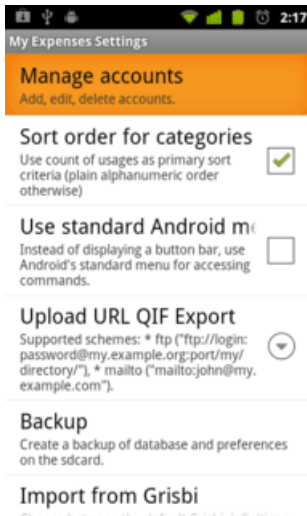 2:17
My Expenses Settings
Manage accounts
Add, edit, delete accounts.
Sort order for categories
Use count of usages as primary sort
criteria (plain alphanumeric order
otherwise)
Use standard Android me
Instead of displaying a button bar, use
Android's standard menu for accessing
commands.
Upload URL QIF Export
Supported schemes: * ftp ("ftp://login:
password@my.example.org:port/my/
directory/"), * mailto ("mailto:john@my.
example.com").
Backup
Create a backup of database and preferences
on the sdcard.
Import from Grisbi